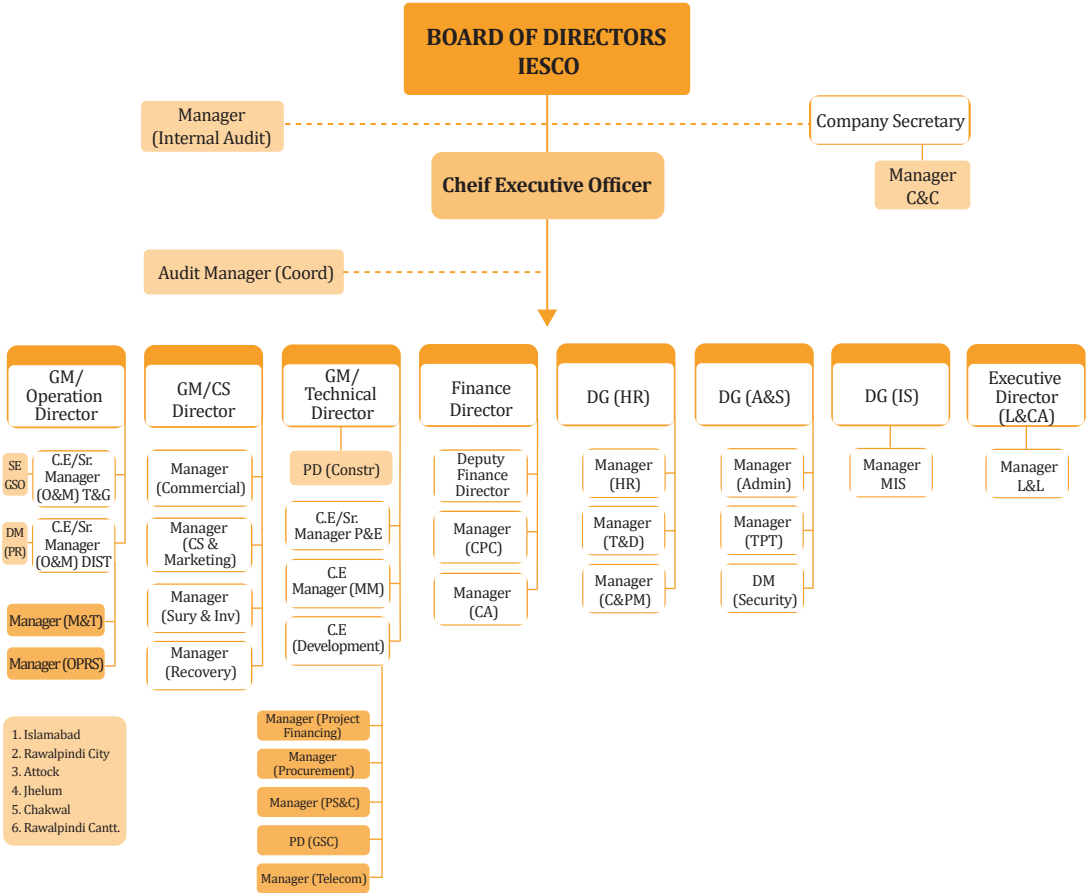 BOARD OF DIRECTORS
IESCO
Manager
(Internal Audit)
Company Secretary
Manager
C&C
Cheif Executive Officer
Audit Manager (Coord)
GM/
Operation
Director
SE
GSO
C.E/Sr.
Manager
(O&M) T&G
DM
(PR)
C.E/Sr.
Manager
(O&M) DIST
Manager (M&T)
Manager (OPRS)
1. Islamabad
2. Rawalpindi City
3. Attock
4. Jhelum
5. Chakwal
6. Rawalpindi Cantt.
GM/CS
Director
Manager
(Commercial)
Manager
(CS &
Marketing)
Manager
(Sury & Inv)
Manager
(Recovery)
GM/
Technical
Director
PD (Constr)
C.E/Sr.
Manager P&E
C.E
Manager (MM)
C.E
(Development)
Manager (Project
Financing)
Manager
(Procurement)
Manager (PS&C)
PD (GSC)
Manager (Telecom)
Finance
Director
Deputy
Finance
Director
Manager
(CPC)
Manager
(CA)
DG (HR)
Manager
(HR)
Manager
(T&D)
Manager
(C&PM)
DG (A&S)
Manager
(Admin)
Manager
(TPT)
DM
(Security)
DG (IS)
Manager
MIS
Executive
Director
(L&CA)
Manager
L&L